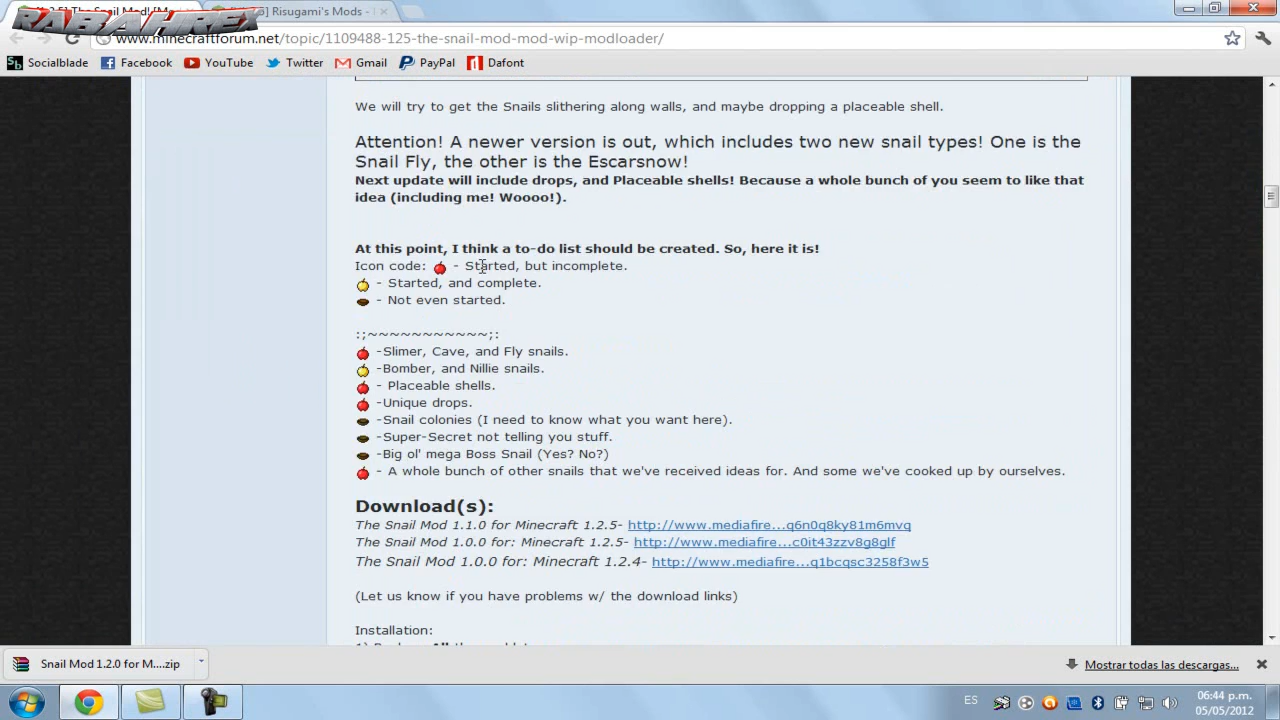 [1.2.5] The Snail Mod! [Mo
Risugami's Mods -
RABAHREX
www.minecraftforum.net/topic/1109488-125-the-snail-mod-mod-wip-modloader/
Socialblade
Facebook
YouTube
Twitter
Gmail
PayPal
Dafont
We will try to get the Snails slithering along walls, and maybe dropping a placeable shell.
Attention! A newer version is out, which includes two new snail types! One is the
Snail Fly, the other is the Escarsnow!
Next update will include drops, and Placeable shells! Because a whole bunch of you seem to like that
idea (including me! Woooo!).
At this point, I think a to-do list should be created. So, here it is!
Icon code: - Started, but incomplete.
- Started, and complete.
- Not even started.
:;~~~~~~~~~~~;:
-Slimer, Cave, and Fly snails.
-Bomber, and Nillie snails.
- Placeable shells.
-Unique drops.
-Snail colonies (I need to know what you want here).
-Super-Secret not telling you stuff.
-Big ol' mega Boss Snail (Yes? No?)
- A whole bunch of other snails that we've received ideas for. And some we've cooked up by ourselves.
Download(s):
The Snail Mod 1.1.0 for Minecraft 1.2.5- http://www.mediafire...q6n0q8ky81m6mvq
The Snail Mod 1.0.0 for: Minecraft 1.2.5- http://www.mediafire...c0it43zzv8g8glf
The Snail Mod 1.0.0 for: Minecraft 1.2.4- http://www.mediafire...q1bcqsc3258f3w5
(Let us know if you have problems w/ the download links)
Installation:
Snail Mod 1.2.0 for M....zip
Mostrar todas las descargas...
ES
06:44 p.m.
05/05/2012